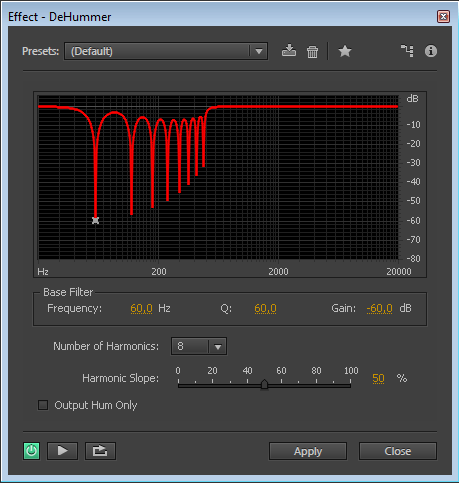 Effect - DeHummer
Presets: (Default)
dB
-10
-20
-30
-40
-50
-60
-70
-80
Hz 200 2000 20000
Base Filter
Frequency: 60,0 Hz Q: 60,0 Gain: -60,0 dB
Number of Harmonics: 8
0 20 40 60 80 100
Harmonic Slope: 50 %
Output Hum Only
Apply Close